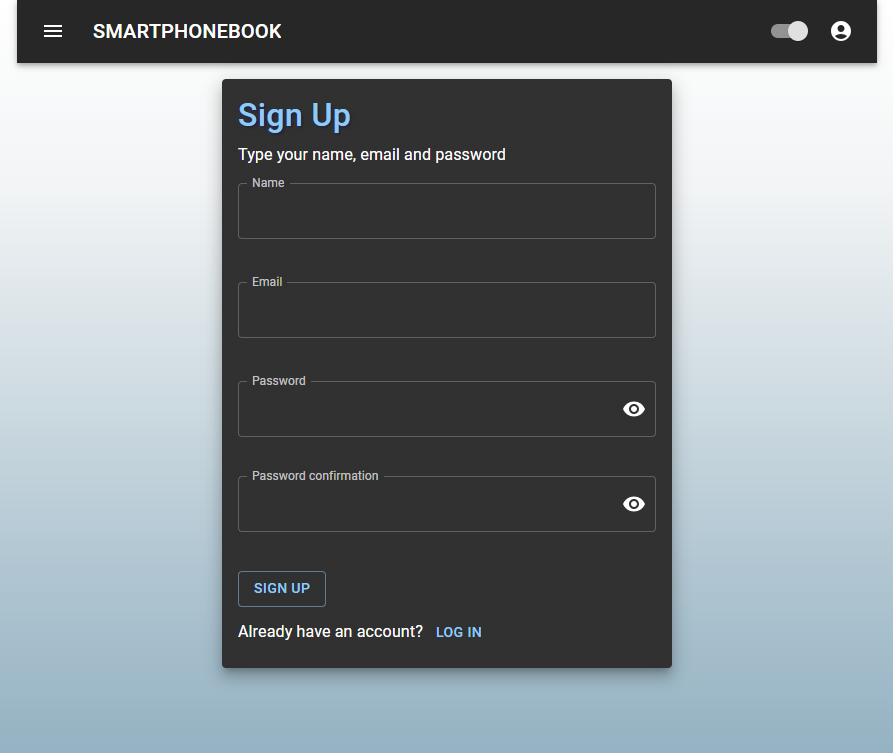 SMARTPHONEBOOK
Sign Up
Type your name, email and password
Name
Email
Password
Password confirmation
SIGN UP
Already have an account? LOG IN